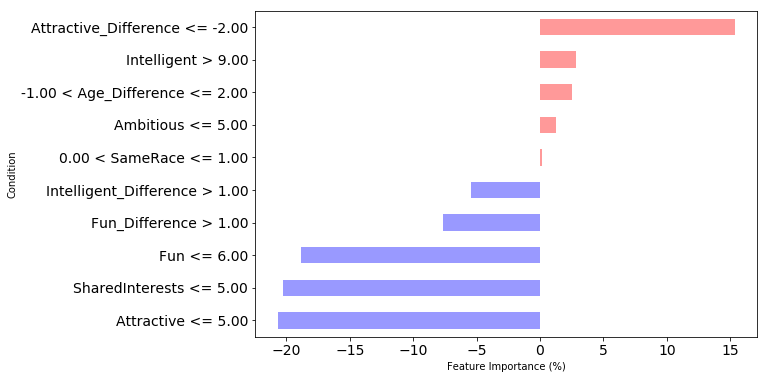 Attractive_Difference <= -2.00
Intelligent > 9.00
-1.00 < Age_Difference <= 2.00
Ambitious <= 5.00
0.00 < SameRace <= 1.00
Intelligent_Difference > 1.00
Fun_Difference > 1.00
Fun <= 6.00
SharedInterests <= 5.00
Attractive <= 5.00
Condition
−20 −15 −10 −5 0 5 10 15
Feature Importance (%)